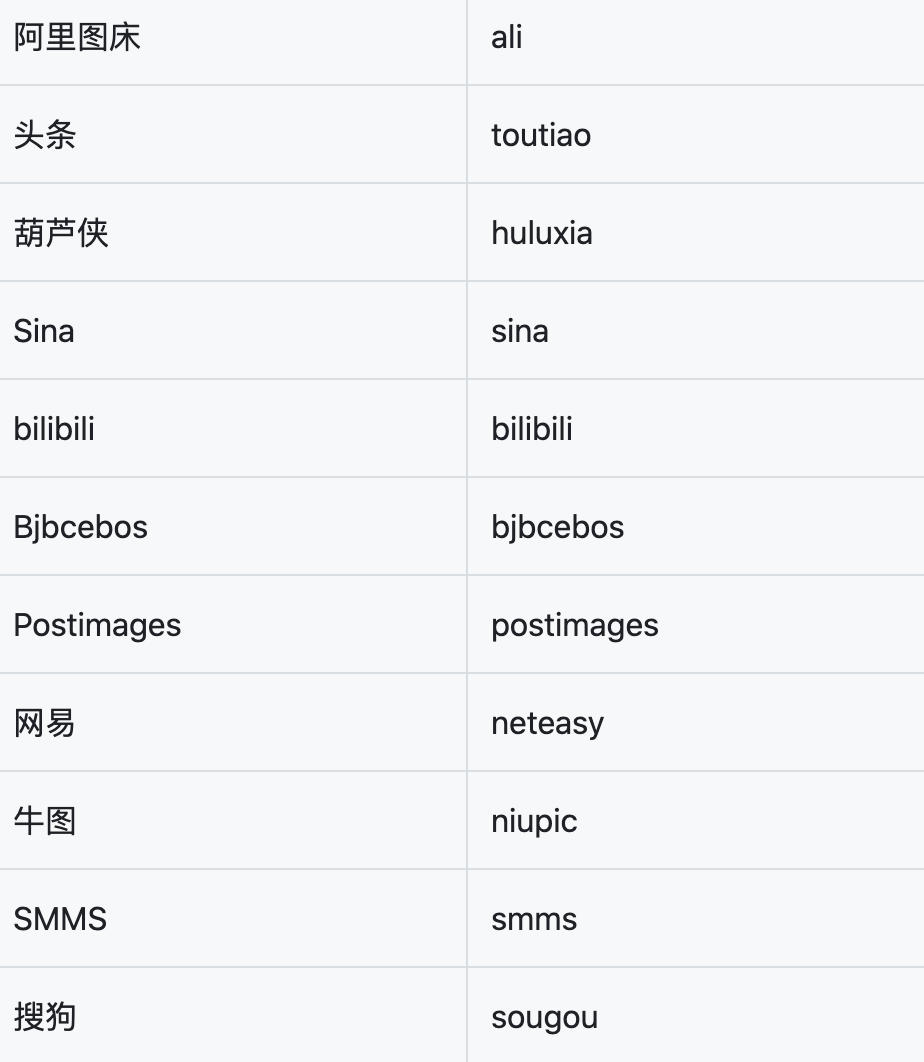 阿里图床 ali
头条 toutiao
葫芦侠 huluxia
Sina sina
bilibili bilibili
Bjbcebos bjbcebos
Postimages postimages
网易 neteasy
牛图 niupic
SMMS smms
搜狗 sougou